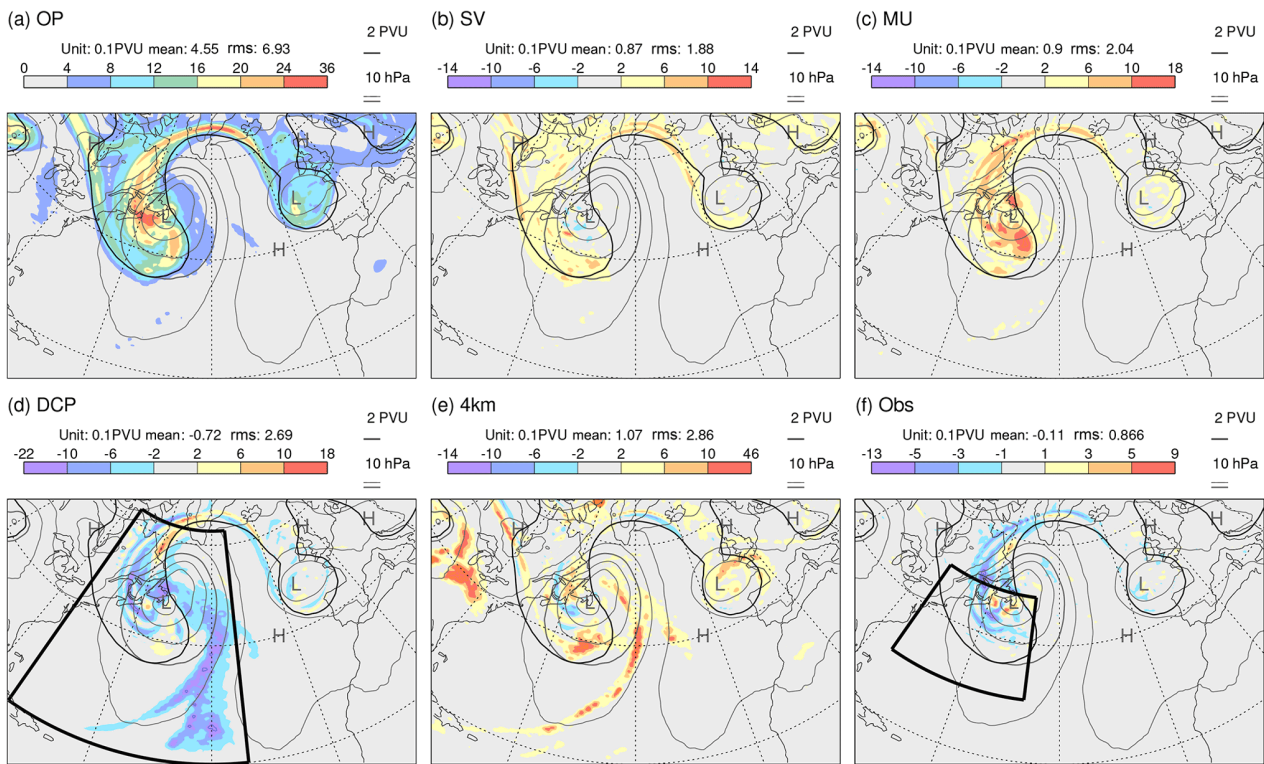 (a) OP
2 PVU
Unit: 0.1PVU mean: 4.55 rms: 6.93
0 4 8 12 16 20 24 36
10 hPa
H H H
L L
H
(b) SV
2 PVU
Unit: 0.1PVU mean: 0.87 rms: 1.88
-14 -10 -6 -2 2 6 10 14
10 hPa
H H H
L L
H
(c) MU
2 PVU
Unit: 0.1PVU mean: 0.9 rms: 2.04
-14 -10 -6 -2 2 6 10 18
10 hPa
H H H
L L
H
(d) DCP
2 PVU
Unit: 0.1PVU mean: -0.72 rms: 2.69
-22 -10 -6 -2 2 6 10 18
10 hPa
H H H
L L
H
(e) 4km
2 PVU
Unit: 0.1PVU mean: 1.07 rms: 2.86
-14 -10 -6 -2 2 6 10 46
10 hPa
H H H
L L
H
(f) Obs
2 PVU
Unit: 0.1PVU mean: -0.11 rms: 0.866
-13 -5 -3 -1 1 3 5 9
10 hPa
H H H
L L
H